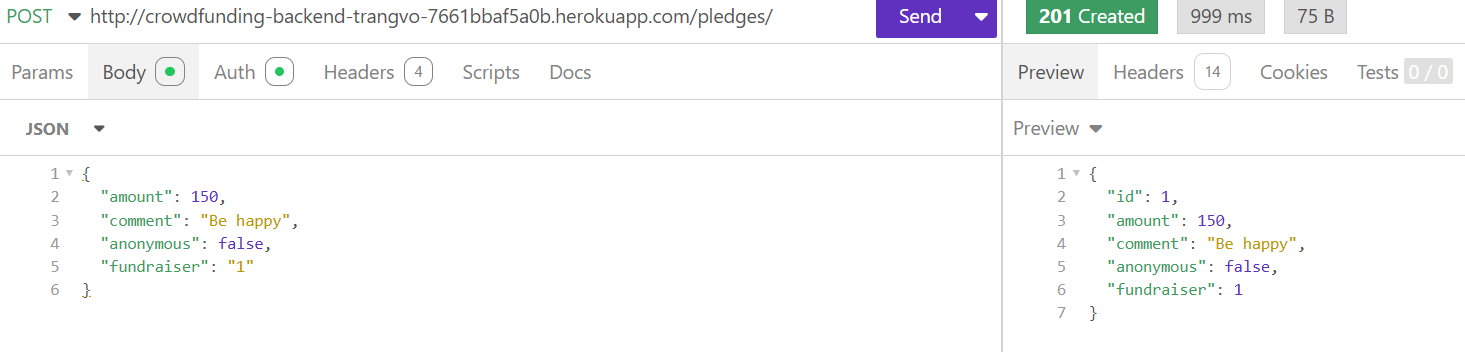 POST http://crowdfunding-backend-trangvo-7661bbaf5a0b.herokuapp.com/pledges/ Send
Params Body Auth Headers 4 Scripts Docs
JSON
1 {
2 "amount": 150,
3 "comment": "Be happy",
4 "anonymous": false,
5 "fundraiser": "1"
6 }
201 Created 999 ms 75 B
Preview Headers 14 Cookies Tests 0 / 0
Preview
1 {
2 "id": 1,
3 "amount": 150,
4 "comment": "Be happy",
5 "anonymous": false,
6 "fundraiser": 1
7 }